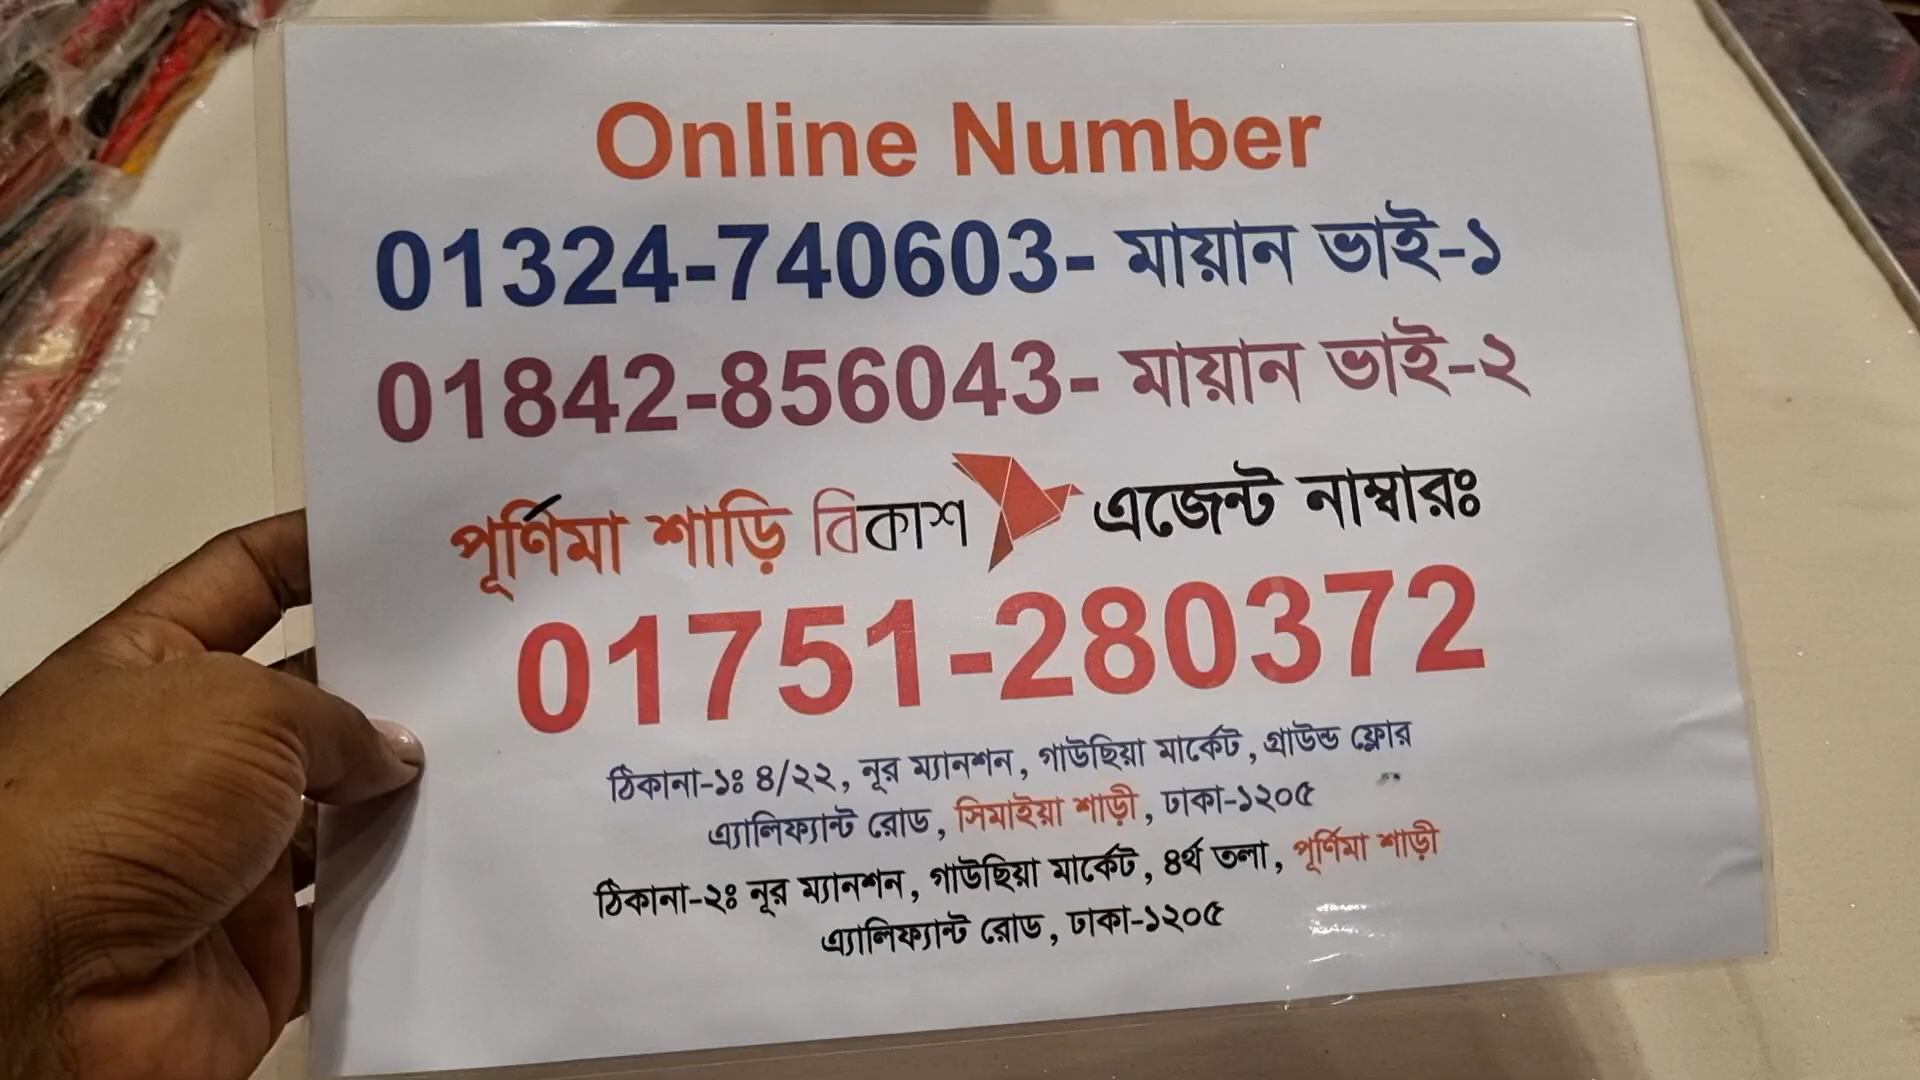 Online Number
01324-740603- মায়ান ভাই-১
01842-856043- মায়ান ভাই-২
পূর্ণিমা শাড়ি বিকাশ এজেন্ট নাম্বারঃ
01751-280372
ঠিকানা-১ঃ ৪/২২, নূর ম্যানশন, গাউছিয়া মার্কেট, গ্রাউন্ড ফ্লোর
এ্যালিফ্যান্ট রোড, সিমাইয়া শাড়ী, ঢাকা-১২০৫
ঠিকানা-২ঃ নূর ম্যানশন, গাউছিয়া মার্কেট, ৪র্থ তলা, পূর্ণিমা শাড়ী
এ্যালিফ্যান্ট রোড, ঢাকা-১২০৫